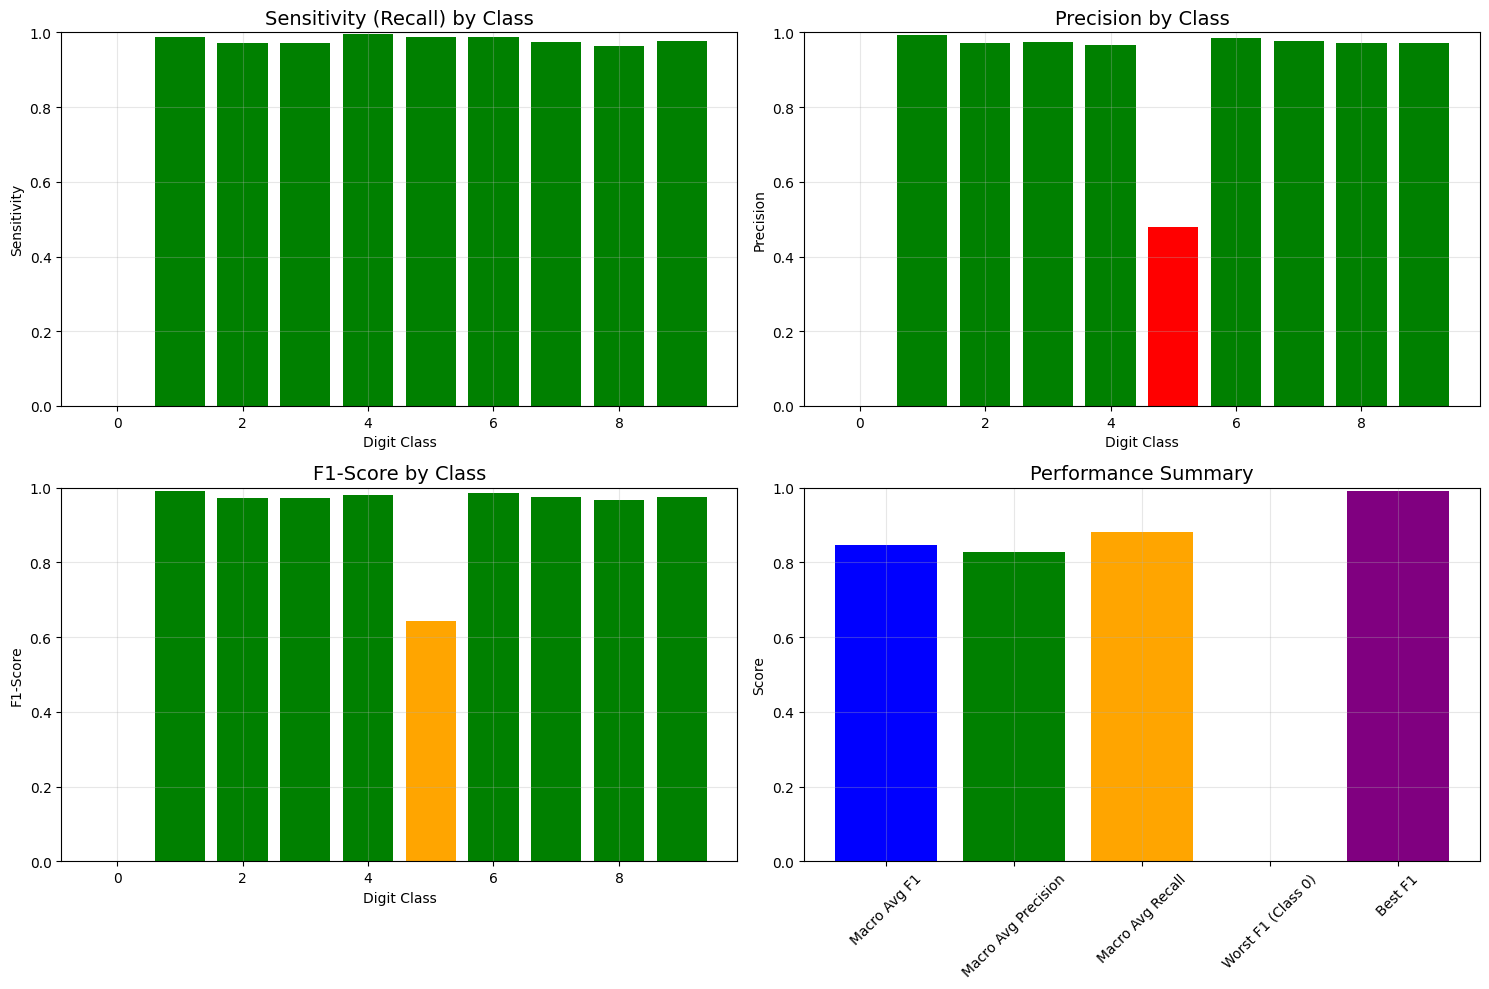 Sensitivity (Recall) by Class
1.0
0.8
0.6
0.4
0.2
0.0
Sensitivity
0 2 4 6 8
Digit Class
Precision by Class
1.0
0.8
0.6
0.4
0.2
0.0
Precision
0 2 4 6 8
Digit Class
F1-Score by Class
1.0
0.8
0.6
0.4
0.2
0.0
F1-Score
0 2 4 6 8
Digit Class
Performance Summary
1.0
0.8
0.6
0.4
0.2
0.0
Score
Macro Avg F1
Macro Avg Precision
Macro Avg Recall
Worst F1 (Class 0)
Best F1